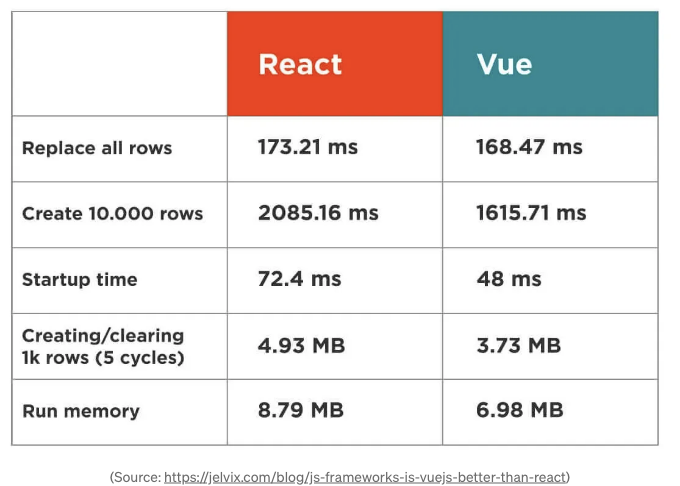 React Vue
Replace all rows 173.21 ms 168.47 ms
Create 10.000 rows 2085.16 ms 1615.71 ms
Startup time 72.4 ms 48 ms
Creating/clearing
1k rows (5 cycles) 4.93 MB 3.73 MB
Run memory 8.79 MB 6.98 MB
(Source: https://jelvix.com/blog/js-frameworks-is-vuejs-better-than-react)